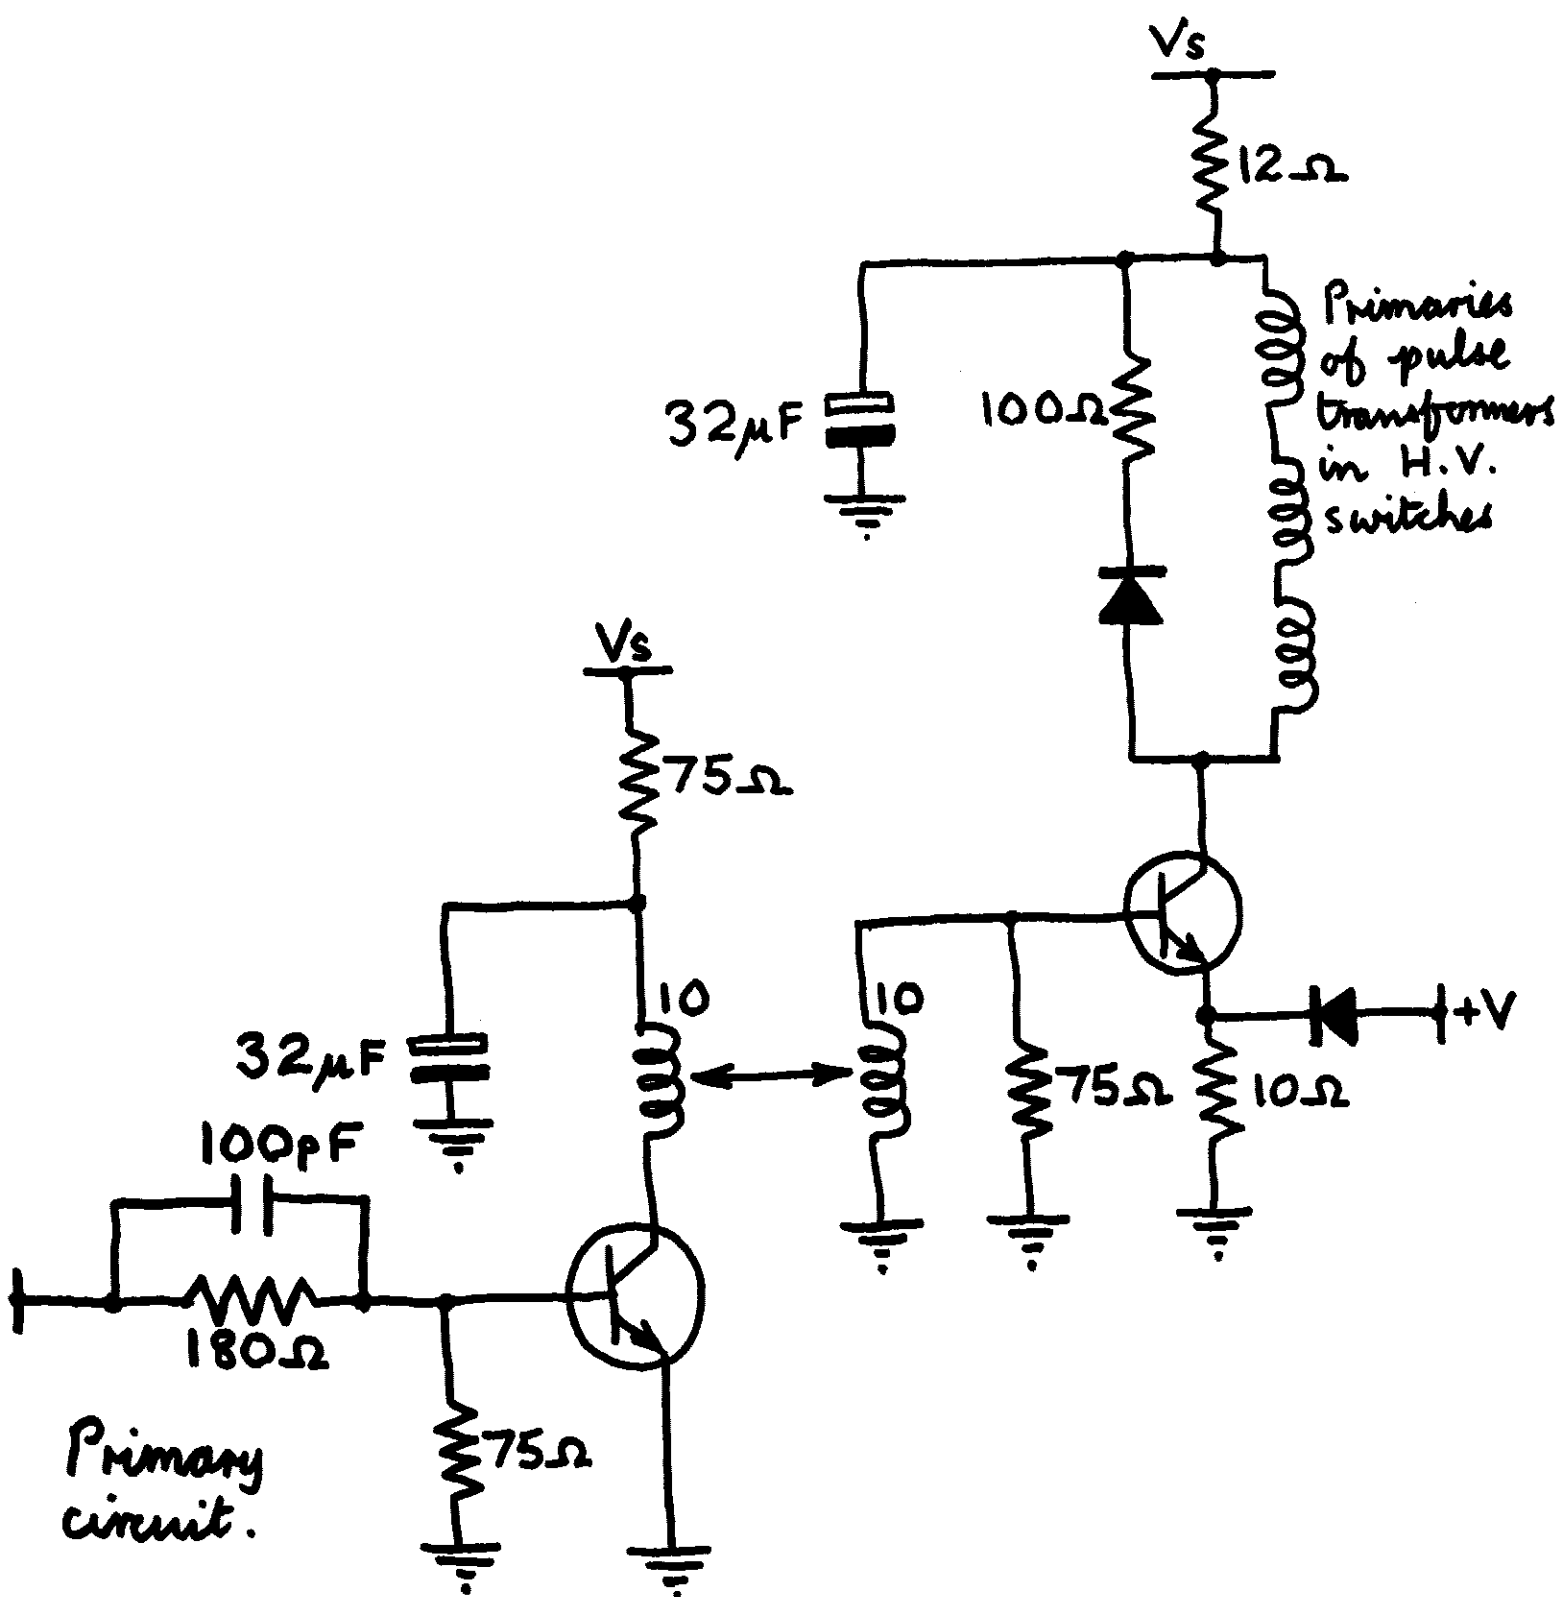 Vs
12Ω
Primaries
of pulse
transformers
in H.V.
switches
32μF
100Ω
Vs
75Ω
10
10
32μF
+V
75Ω
10Ω
100pF
180Ω
75Ω
Primary
circuit.